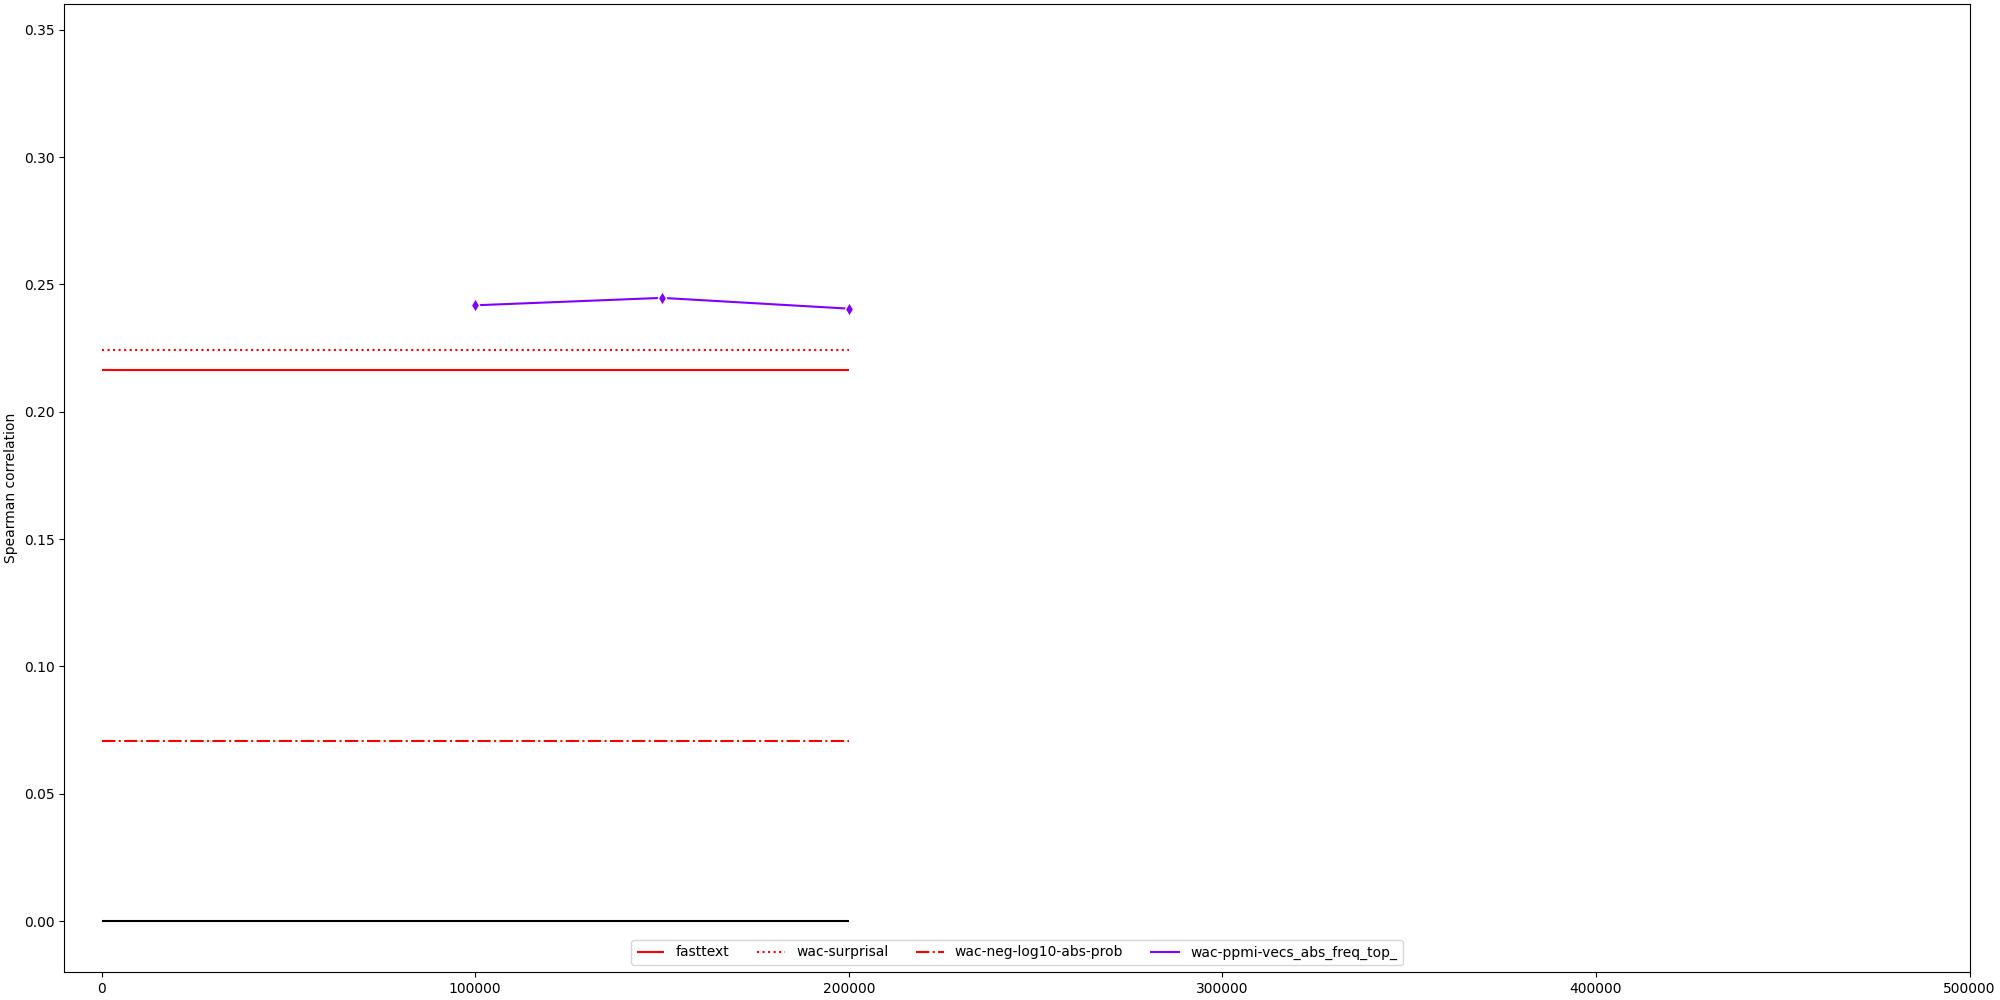 0.35
0.30
0.25
0.20
0.15
0.10
0.05
0.00
Spearman correlation
fasttext wac-surprisal wac-neg-log10-abs-prob wac-ppmi-vecs_abs_freq_top_
0 100000 200000 300000 400000 500000